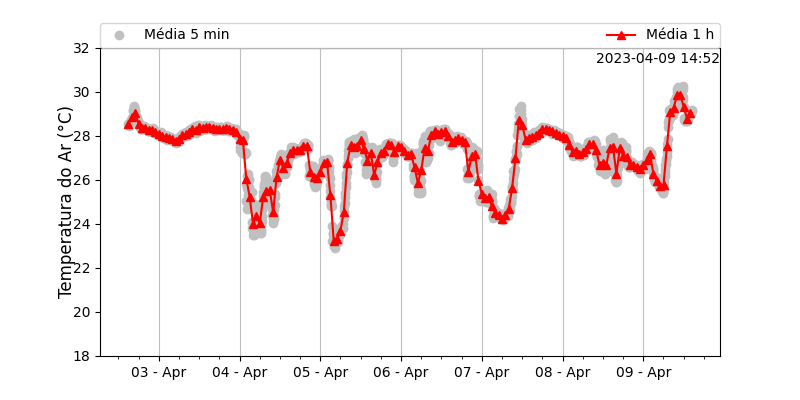 Média 5 min
Média 1 h
2023-04-09 14:52
Temperatura do Ar (°C)
32
30
28
26
24
22
20
18
03 - Apr
04 - Apr
05 - Apr
06 - Apr
07 - Apr
08 - Apr
09 - Apr